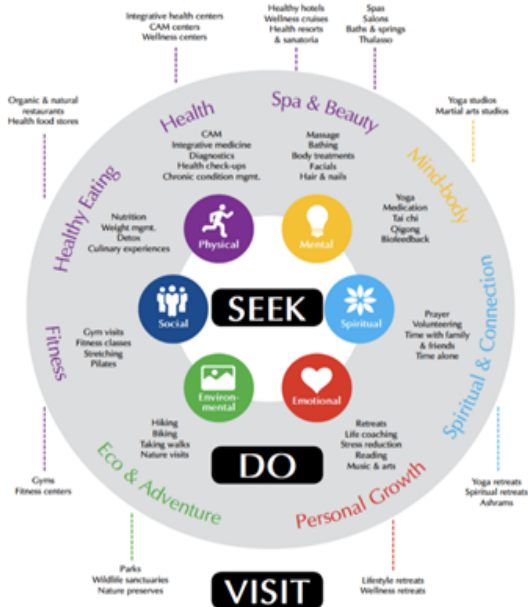 Integrative health centers
CAM centers
Wellness centers
Healthy hotels
Wellness cruises
Health resorts
& sanatoria
Spas
Salons
Baths & springs
Thalasso
Organic & natural
restaurants
Health food stores
Yoga studios
Martial arts studios
Health
Spa & Beauty
Mind-body
Healthy Eating
Fitness
Spiritual & Connection
Eco & Adventure
Personal Growth
CAM
Integrative medicine
Diagnostics
Health check-ups
Chronic condition mgmt.
Massage
Bathing
Body treatments
Facials
Hair & nails
Yoga
Medication
Tai chi
Qigong
Biofeedback
Nutrition
Weight mgmt.
Detox
Culinary experiences
Physical
Mental
Social
SEEK
Spiritual
Prayer
Volunteering
Time with family
& friends
Time alone
Gym visits
Fitness classes
Stretching
Pilates
Environ-
mental
Emotional
Hiking
Biking
Taking walks
Nature visits
DO
Retreats
Life coaching
Stress reduction
Reading
Music & arts
Gyms
Fitness centers
Yoga retreats
Spiritual retreats
Ashrams
Parks
Wildlife sanctuaries
Nature preserves
VISIT
Lifestyle retreats
Wellness retreats